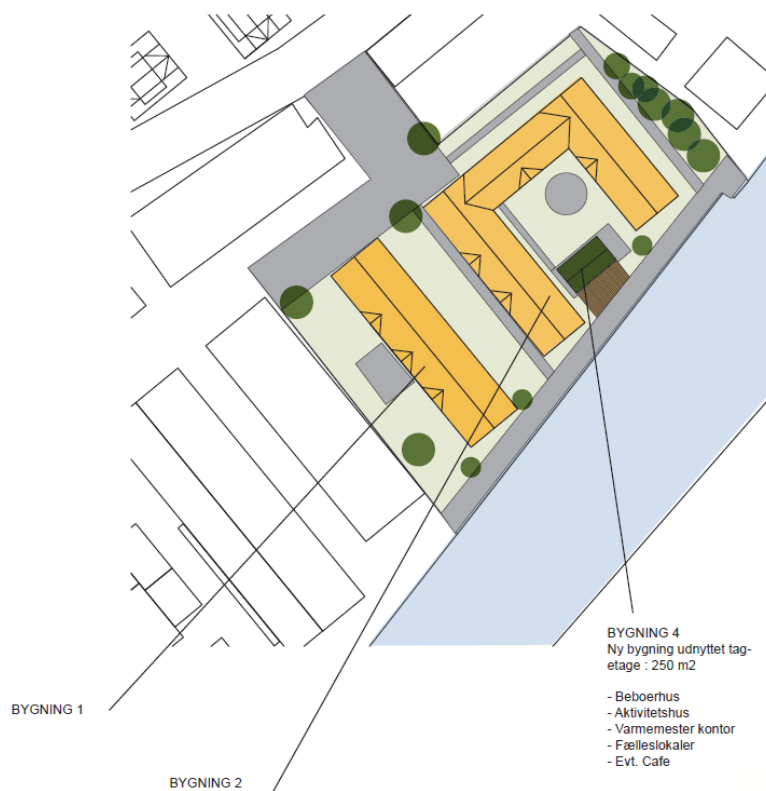 BYGNING 4
Ny bygning udnyttet tag-
etage : 250 m2
- Beboerhus
- Aktivitetshus
- Varmemester kontor
- Fælleslokaler
- Evt. Cafe
BYGNING 1
BYGNING 2